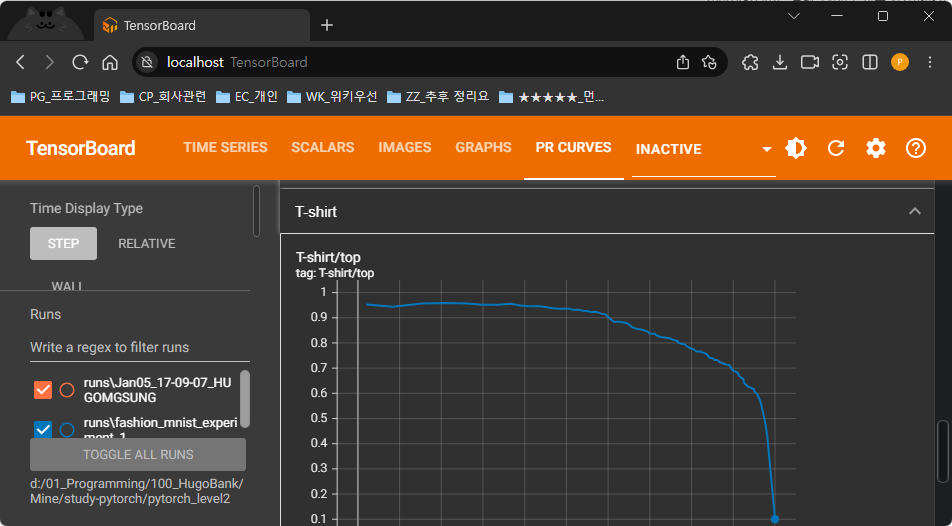 TensorBoard
localhost TensorBoard
PG_프로그래밍 CP_회사관련 EC_개인 WK_위키우선 ZZ_추후 정리요 ★★★★★_먼...
TensorBoard TIME SERIES SCALARS IMAGES GRAPHS PR CURVES INACTIVE
Time Display Type
STEP RELATIVE
WALL
Runs
Write a regex to filter runs
runs\Jan05_17-09-07_HU
GOMGSUNG
runs\fashion_mnist_experi
ment_1
TOGGLE ALL RUNS
d:/01_Programming/100_HugoBank/
Mine/study-pytorch/pytorch_level2
T-shirt
T-shirt/top
tag: T-shirt/top
1
0.9
0.8
0.7
0.6
0.5
0.4
0.3
0.2
0.1
P